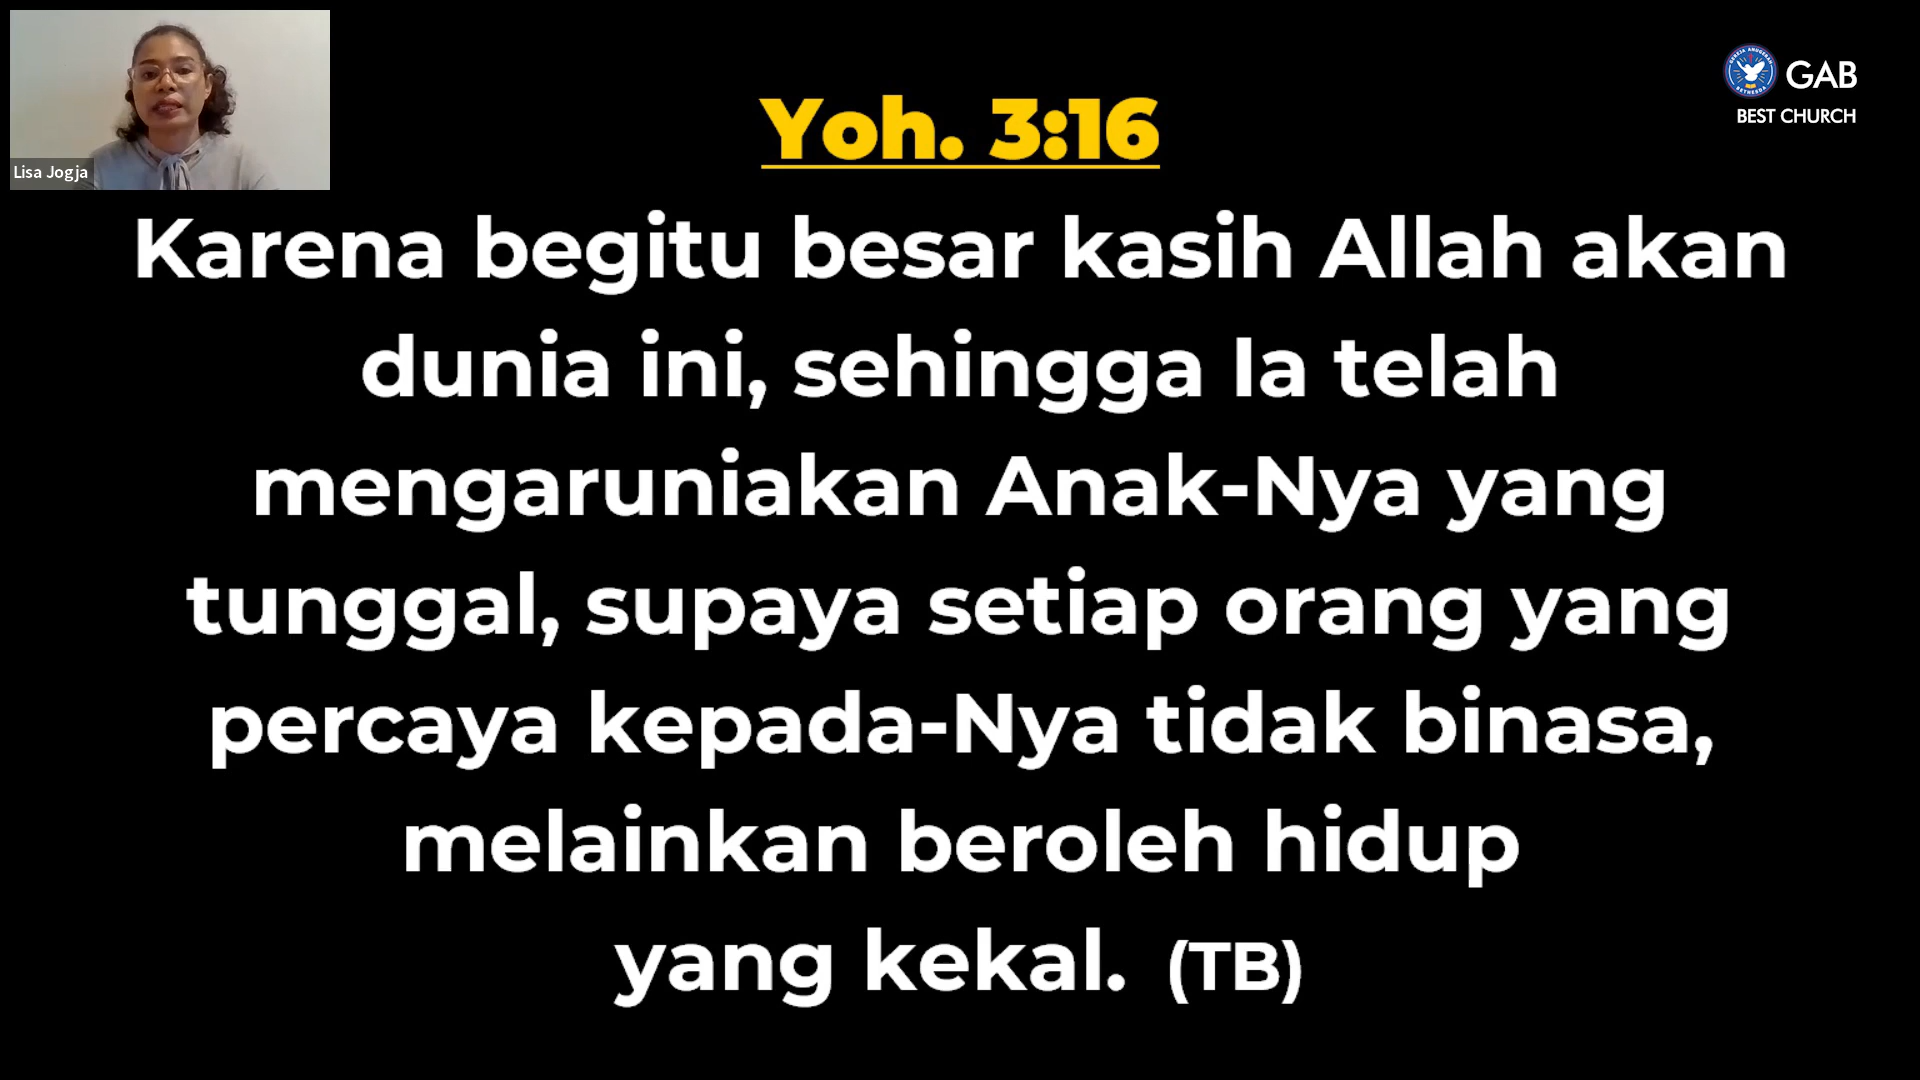 Lisa Jogja
GAB
BEST CHURCH
Yoh. 3:16
Karena begitu besar kasih Allah akan
dunia ini, sehingga Ia telah
mengaruniakan Anak-Nya yang
tunggal, supaya setiap orang yang
percaya kepada-Nya tidak binasa,
melainkan beroleh hidup
yang kekal. (TB)